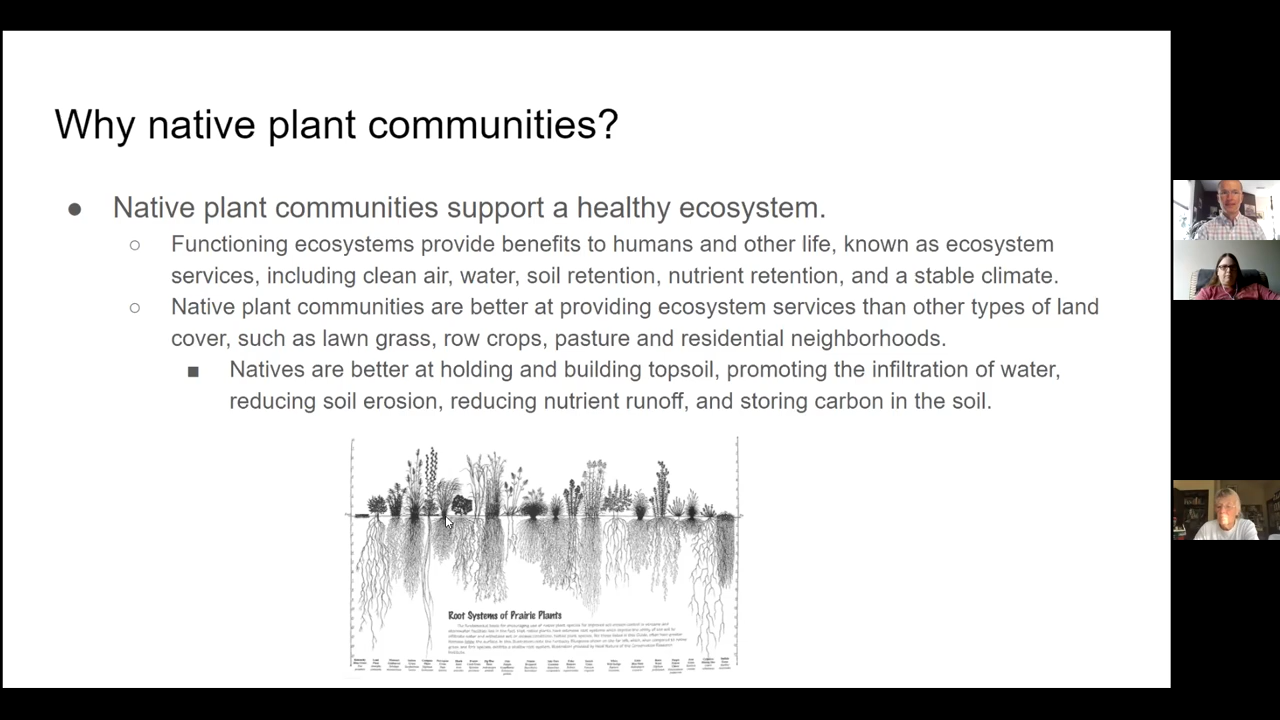 Why native plant communities?
● Native plant communities support a healthy ecosystem.
○ Functioning ecosystems provide benefits to humans and other life, known as ecosystem
services, including clean air, water, soil retention, nutrient retention, and a stable climate.
○ Native plant communities are better at providing ecosystem services than other types of land
cover, such as lawn grass, row crops, pasture and residential neighborhoods.
■ Natives are better at holding and building topsoil, promoting the infiltration of water,
reducing soil erosion, reducing nutrient runoff, and storing carbon in the soil.
Root Systems of Prairie Plants